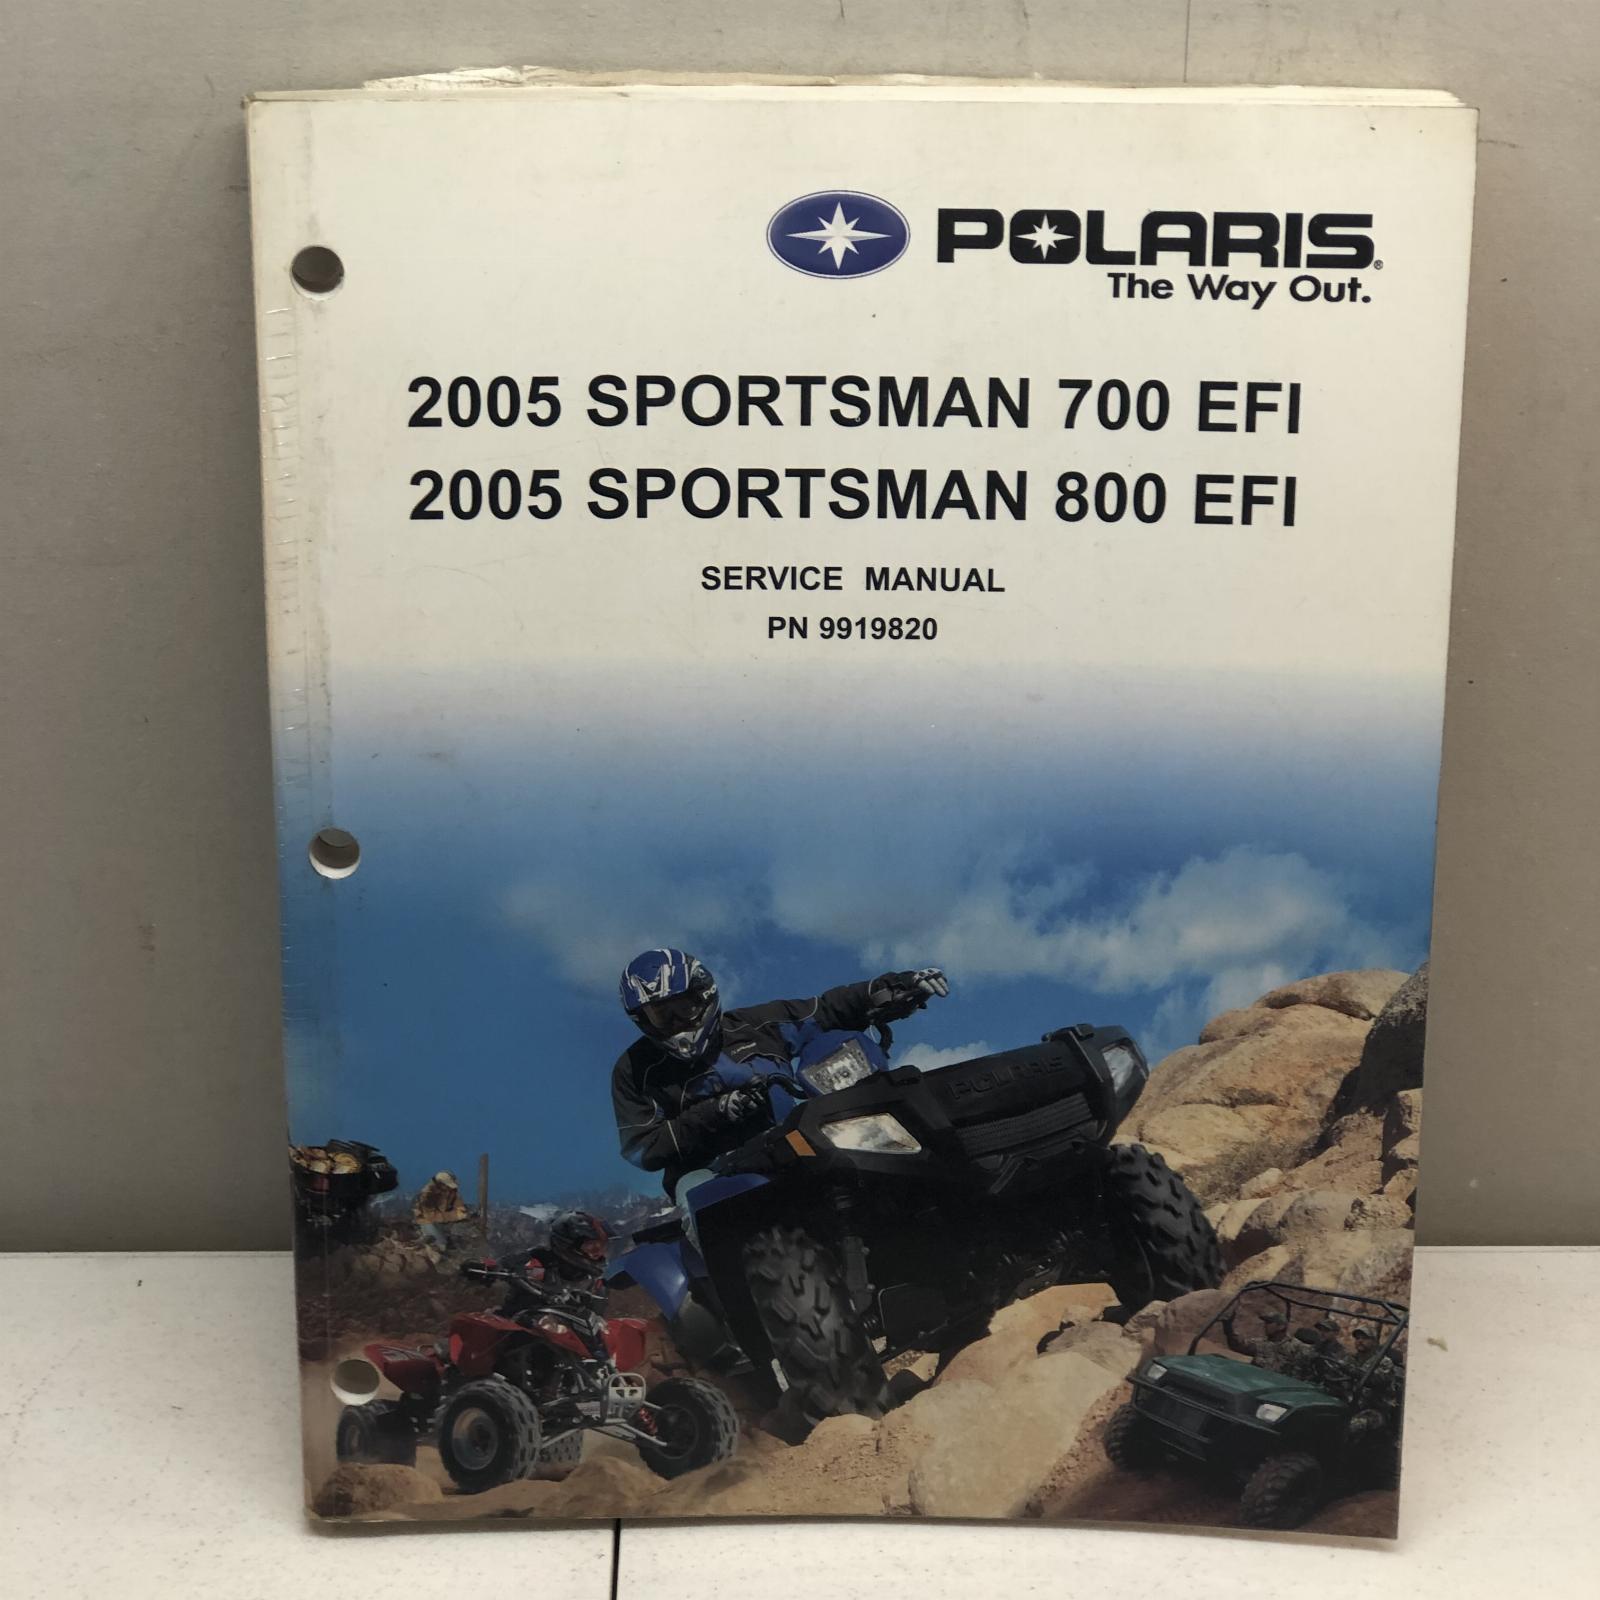 POLARIS®
The Way Out.
2005 SPORTSMAN 700 EFI
2005 SPORTSMAN 800 EFI
SERVICE MANUAL
PN 9919820
POLARIS